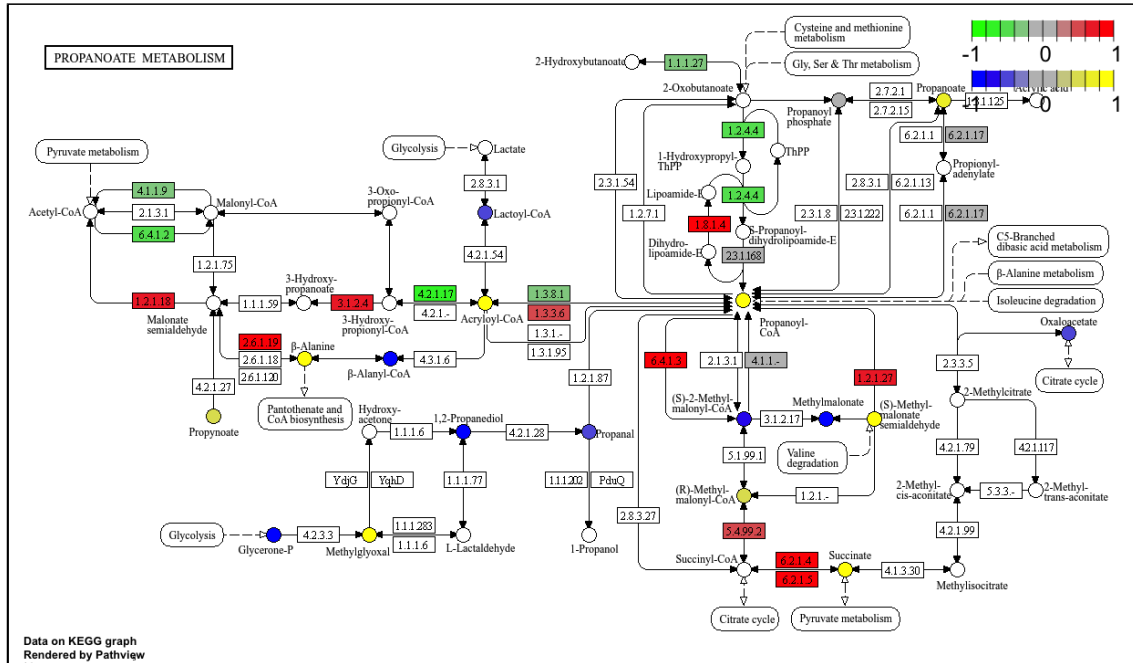 PROPANOATE METABOLISM
Cysteine and methionine
metabolism
Gly, Ser & Thr metabolism
-1 0 1
-1 0 1
2-Hydroxybutanoate
1.1.1.27
2-Oxobutanoate
Propanoyl
phosphate
2.7.2.1
2.7.2.15
Propanoate
6.2.1.1
6.2.1.17
Propionyl-
adenylate
6.2.1.1
6.2.1.17
2.8.3.1
6.2.1.13
2.3.1.8
2.3.1.222
2.3.1.54
1.2.7.1
1.2.4.4
ThPP
1-Hydroxypropyl-
ThPP
Lipoamide-E
1.2.4.4
1.8.1.4
S-Propanoyl-
dihydrolipoamide-E
Dihydro-
lipoamide-E
2.3.1.168
C5-Branched
dibasic acid metabolism
β-Alanine metabolism
Isoleucine degradation
Propanoyl-
CoA
Pyruvate metabolism
Glycolysis
Lactate
2.8.3.1
Lactoyl-CoA
4.2.1.54
4.1.1.9
Acetyl-CoA
2.1.3.1
Malonyl-CoA
6.4.1.2
3-Oxo-
propionyl-CoA
1.2.1.75
1.2.1.18
Malonate
semialdehyde
1.1.1.59
3-Hydroxy-
propanoate
3.1.2.4
3-Hydroxy-
propionyl-CoA
4.2.1.17
4.2.1.-
Acryloyl-CoA
1.3.8.1
1.3.3.6
1.3.1.-
1.3.1.95
2.6.1.19
2.6.1.18
2.6.1.120
β-Alanine
4.3.1.6
β-Alanyl-CoA
4.2.1.27
Propynoate
Pantothenate and
CoA biosynthesis
1.2.1.87
Hydroxy-
acetone
1.1.1.6
1,2-Propanediol
4.2.1.28
Propanal
YdjG
YqhD
1.1.1.77
1.1.1.202
PduQ
Glycolysis
Glycerone-P
4.2.3.3
Methylglyoxal
1.1.1.283
1.1.1.6
L-Lactaldehyde
1-Propanol
6.4.1.3
2.1.3.1
4.1.1.-
1.2.1.27
(S)-2-Methyl-
malonyl-CoA
3.1.2.17
Methylmalonate
(S)-Methyl-
malonate
semialdehyde
Valine
degradation
5.1.99.1
(R)-Methyl-
malonyl-CoA
1.2.1.-
2.8.3.27
5.4.99.2
Succinyl-CoA
6.2.1.4
6.2.1.5
Succinate
4.1.3.30
Methylisocitrate
Citrate cycle
Pyruvate metabolism
Oxaloacetate
2.3.3.5
Citrate cycle
2-Methylcitrate
4.2.1.79
4.2.1.117
2-Methyl-
cis-aconitate
5.3.3.-
2-Methyl-
trans-aconitate
4.2.1.99
Data on KEGG graph
Rendered by Pathview